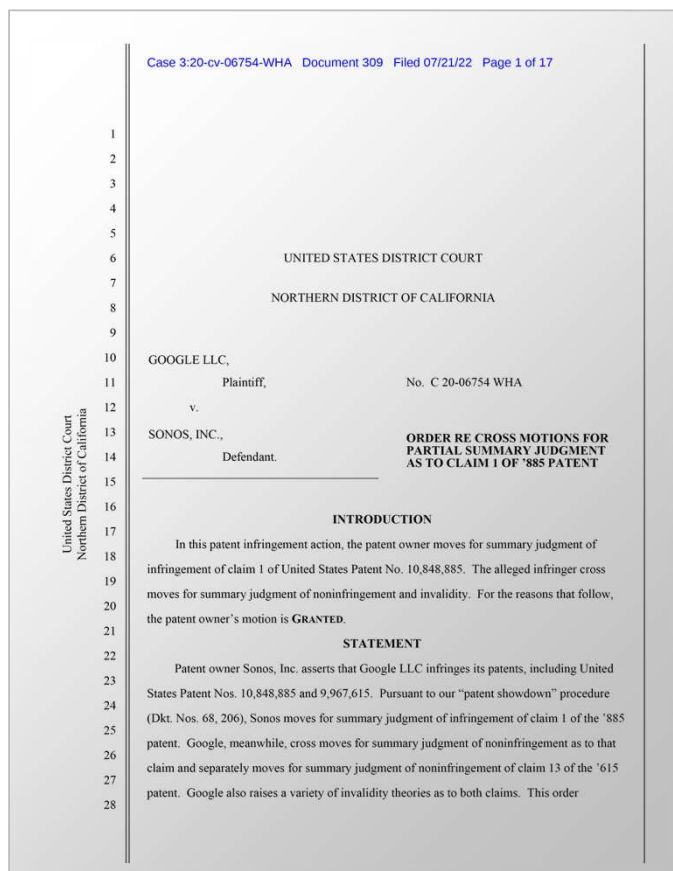 Case 3:20-cv-06754-WHA Document 309 Filed 07/21/22 Page 1 of 17
1
2
3
4
5
6
7
8
9
10
11
12
13
14
15
16
17
18
19
20
21
22
23
24
25
26
27
28
United States District Court
Northern District of California
UNITED STATES DISTRICT COURT
NORTHERN DISTRICT OF CALIFORNIA
GOOGLE LLC,
Plaintiff,
v.
SONOS, INC.,
Defendant.
No. C 20-06754 WHA
ORDER RE CROSS MOTIONS FOR
PARTIAL SUMMARY JUDGMENT
AS TO CLAIM 1 OF ’885 PATENT
INTRODUCTION
In this patent infringement action, the patent owner moves for summary judgment of
infringement of claim 1 of United States Patent No. 10,848,885. The alleged infringer cross
moves for summary judgment of noninfringement and invalidity. For the reasons that follow,
the patent owner’s motion is GRANTED.
STATEMENT
Patent owner Sonos, Inc. asserts that Google LLC infringes its patents, including United
States Patent Nos. 10,848,885 and 9,967,615. Pursuant to our “patent showdown” procedure
(Dkt. Nos. 68, 206), Sonos moves for summary judgment of infringement of claim 1 of the ’885
patent. Google, meanwhile, cross moves for summary judgment of noninfringement as to that
claim and separately moves for summary judgment of noninfringement of claim 13 of the ’615
patent. Google also raises a variety of invalidity theories as to both claims. This order